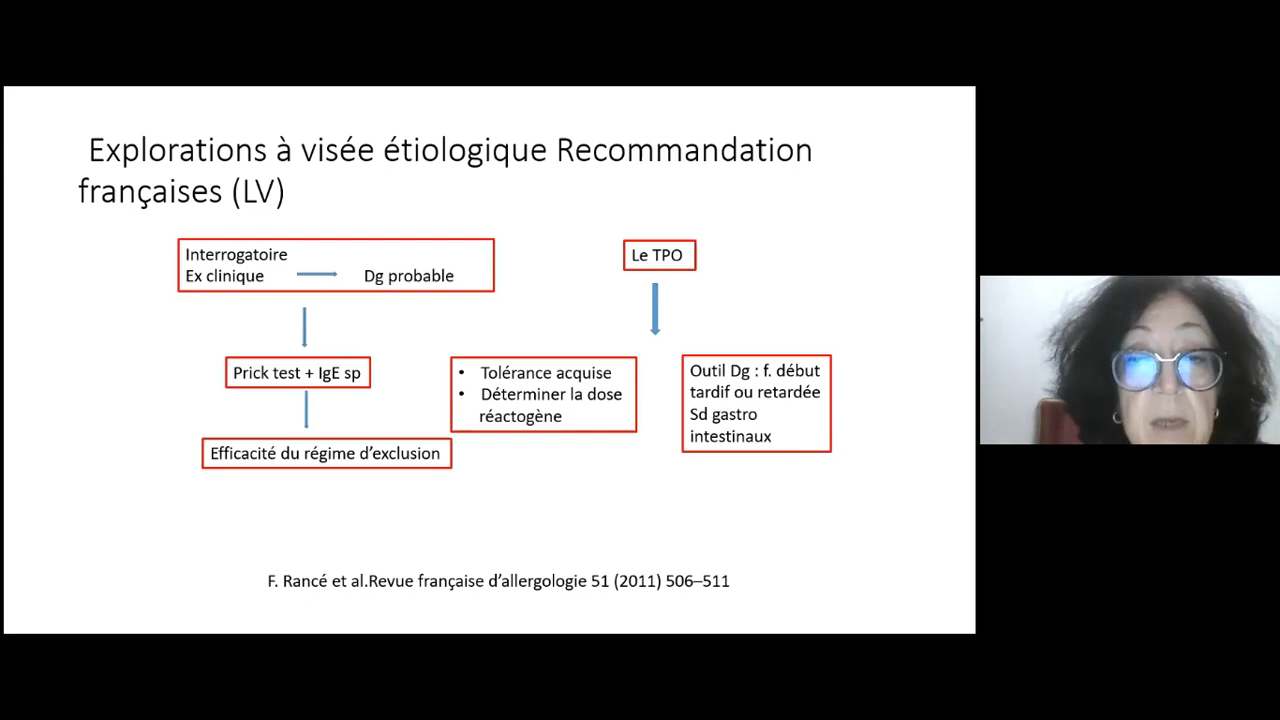 Explorations à visée étiologique Recommandation
françaises (LV)
Interrogatoire
Ex clinique Dg probable
Prick test + IgE sp
Efficacité du régime d’exclusion
Le TPO
• Tolérance acquise
• Déterminer la dose
réactogène
Outil Dg : f. début
tardif ou retardée
Sd gastro
intestinaux
F. Rancé et al.Revue française d’allergologie 51 (2011) 506–511